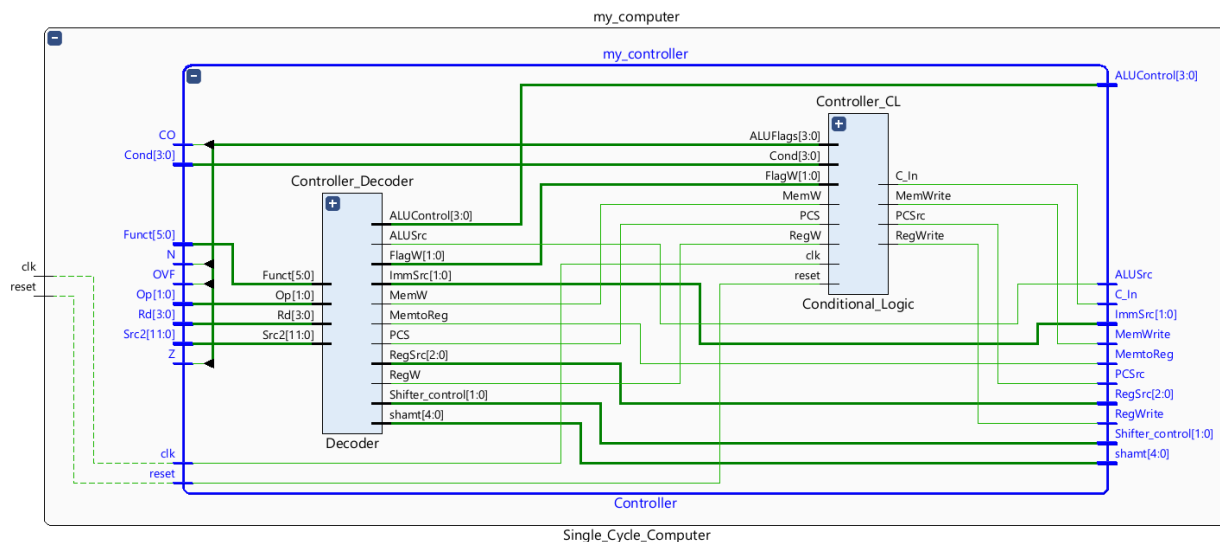 my_computer
my_controller
ALUControl[3:0]
Controller_CL
CO
Cond[3:0]
ALUFlags[3:0]
Cond[3:0]
FlagW[1:0]
MemW
PCS
RegW
clk
reset
C_In
MemWrite
PCSrc
RegWrite
Conditional_Logic
Controller_Decoder
Funct[5:0]
N
OVF
Op[1:0]
Rd[3:0]
Src2[11:0]
Z
clk
reset
Funct[5:0]
Op[1:0]
Rd[3:0]
Src2[11:0]
ALUControl[3:0]
ALUSrc
FlagW[1:0]
ImmSrc[1:0]
MemW
MemtoReg
PCS
RegSrc[2:0]
RegW
Shifter_control[1:0]
shamt[4:0]
Decoder
ALUSrc
C_In
ImmSrc[1:0]
MemWrite
MemtoReg
PCSrc
RegSrc[2:0]
RegWrite
Shifter_control[1:0]
shamt[4:0]
clk
reset
Controller
Single_Cycle_Computer